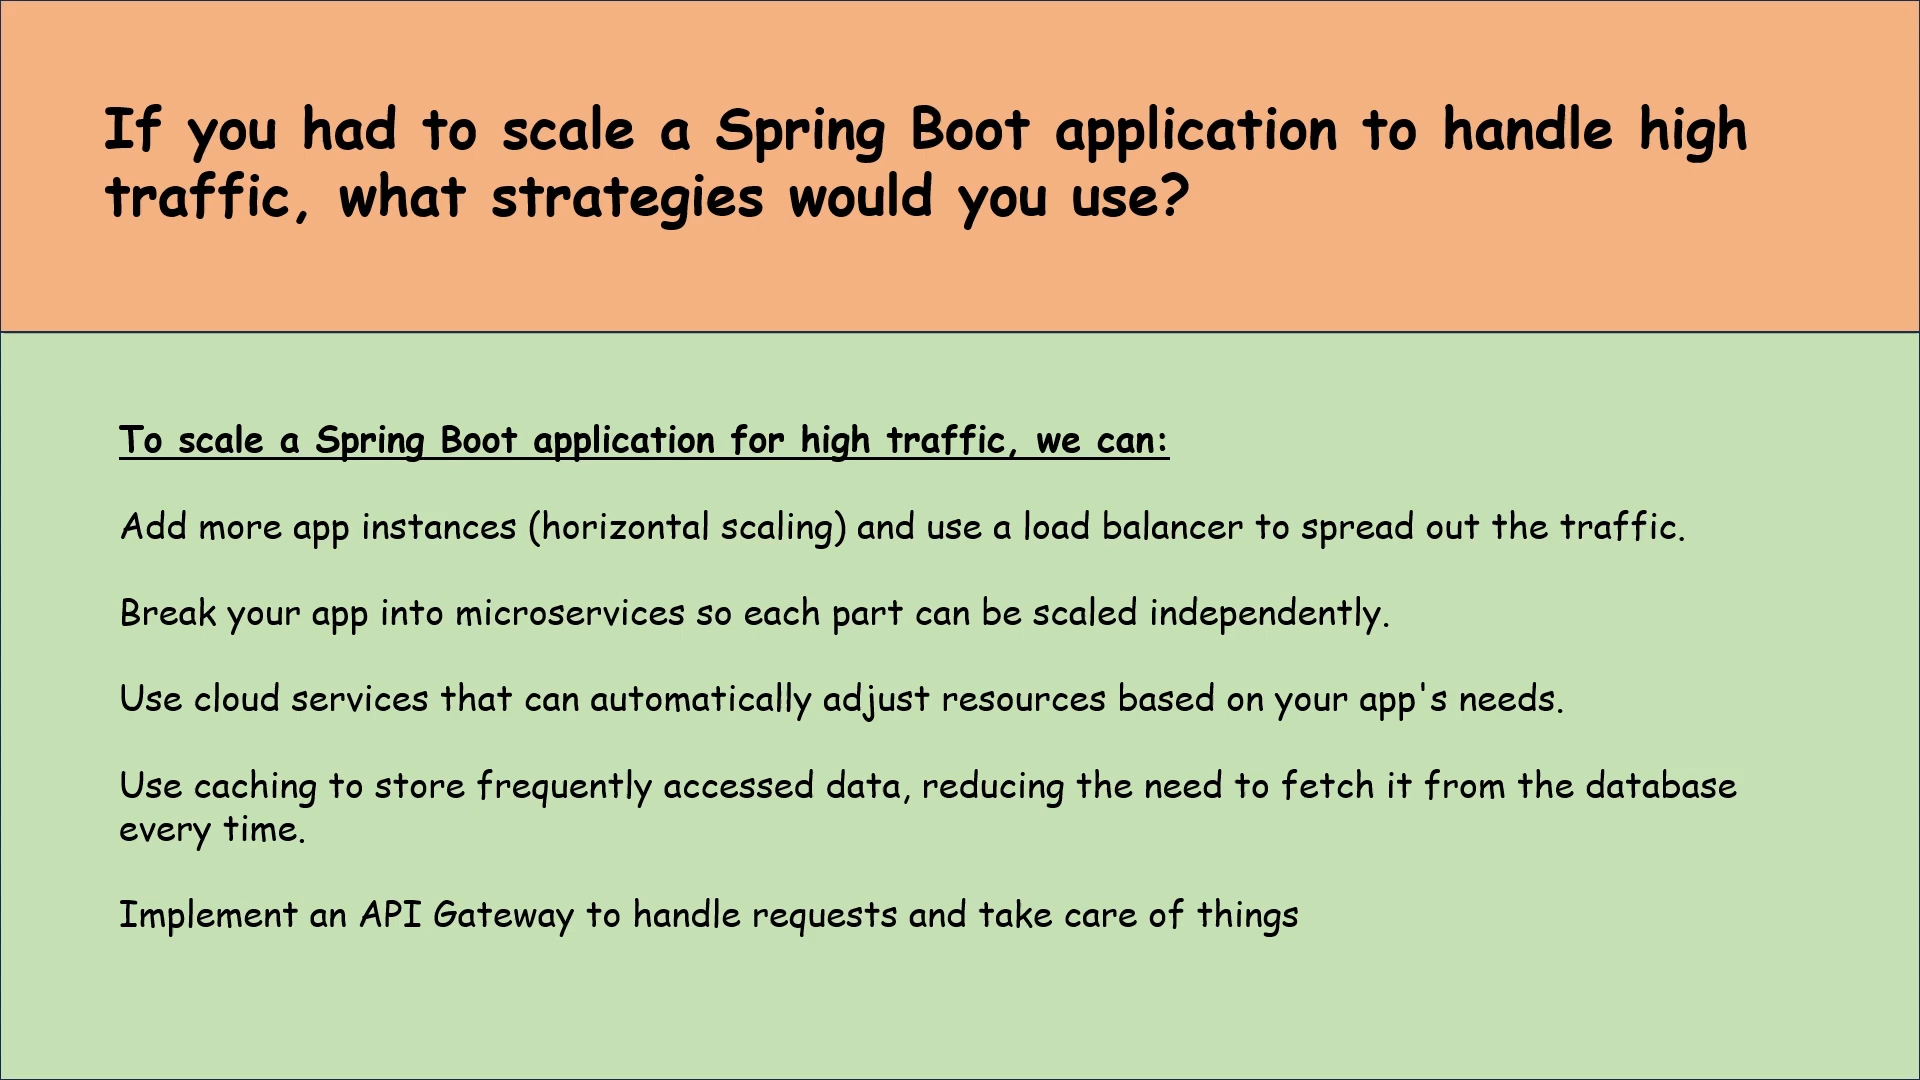 If you had to scale a Spring Boot application to handle high
traffic, what strategies would you use?
To scale a Spring Boot application for high traffic, we can:
Add more app instances (horizontal scaling) and use a load balancer to spread out the traffic.
Break your app into microservices so each part can be scaled independently.
Use cloud services that can automatically adjust resources based on your app's needs.
Use caching to store frequently accessed data, reducing the need to fetch it from the database
every time.
Implement an API Gateway to handle requests and take care of things